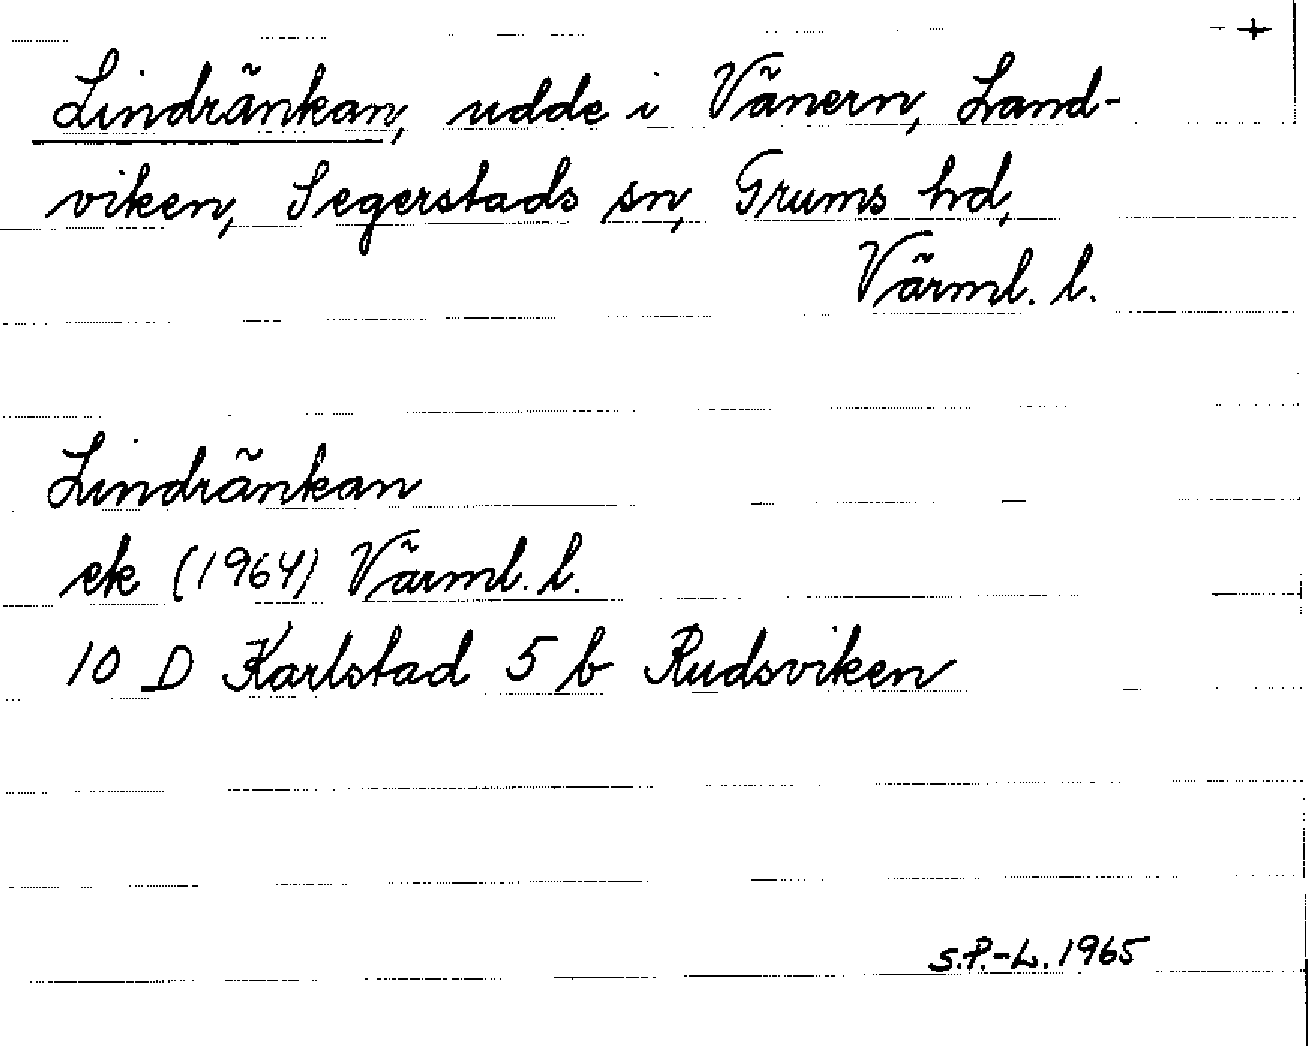 +
Lindränkan, udde i Vänern, Land-
viken, Segerstads sn, Grums hd,
Värml. l.
Lindränkan
ek (1964) Värml. l.
10 D Karlstad 5 b Rudsviken
S.P.-L. 1965